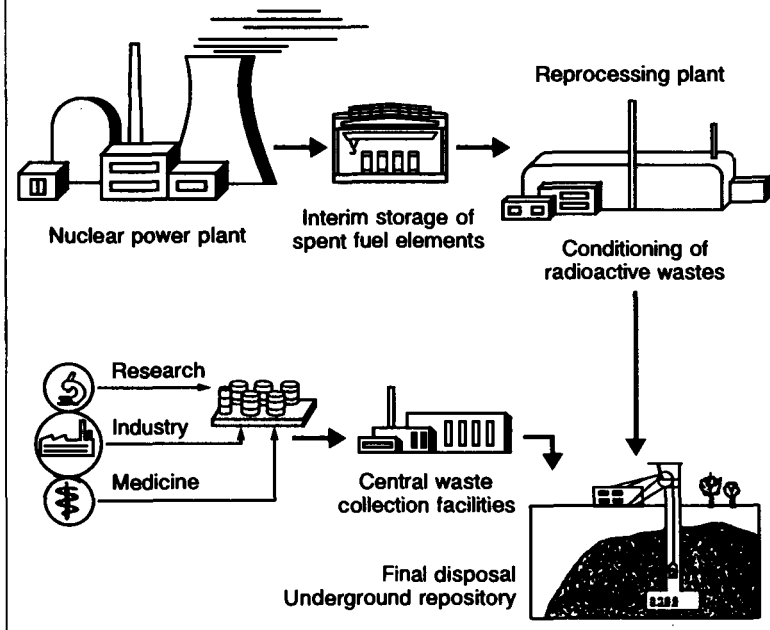 Reprocessing plant
Nuclear power plant
Interim storage of
spent fuel elements
Conditioning of
radioactive wastes
Research
Industry
Medicine
Central waste
collection facilities
Final disposal
Underground repository